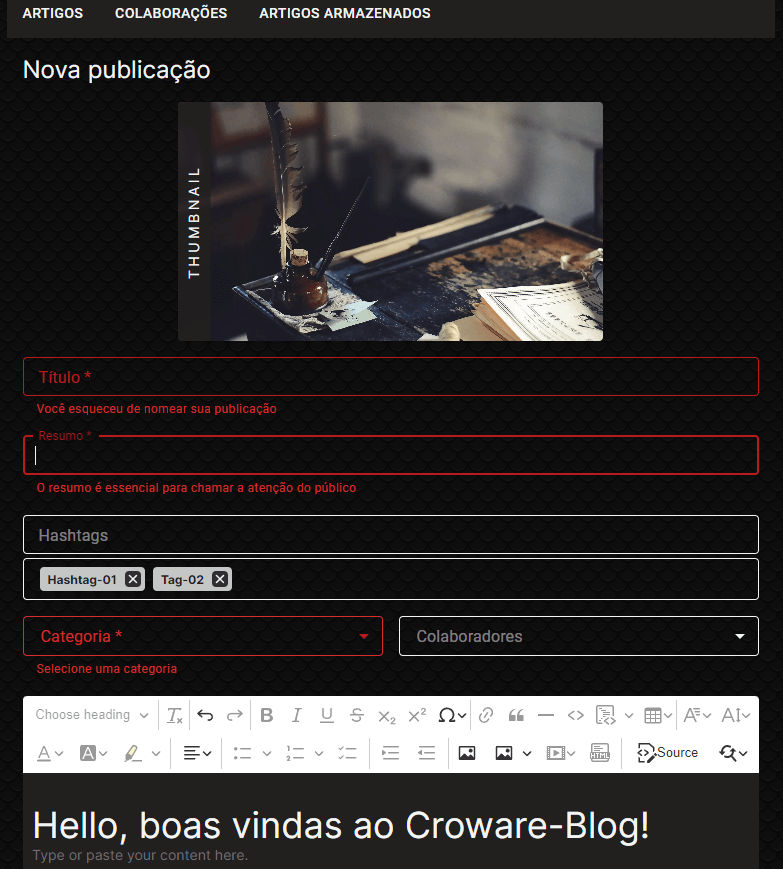 ARTIGOS COLABORAÇÕES ARTIGOS ARMAZENADOS
Nova publicação
THUMBNAIL
Título *
Você esqueceu de nomear sua publicação
Resumo *
O resumo é essencial para chamar a atenção do público
Hashtags
Hashtag-01 Tag-02
Categoria * Colaboradores
Selecione uma categoria
Choose heading
Source
Hello, boas vindas ao Croware-Blog!
Type or paste your content here.